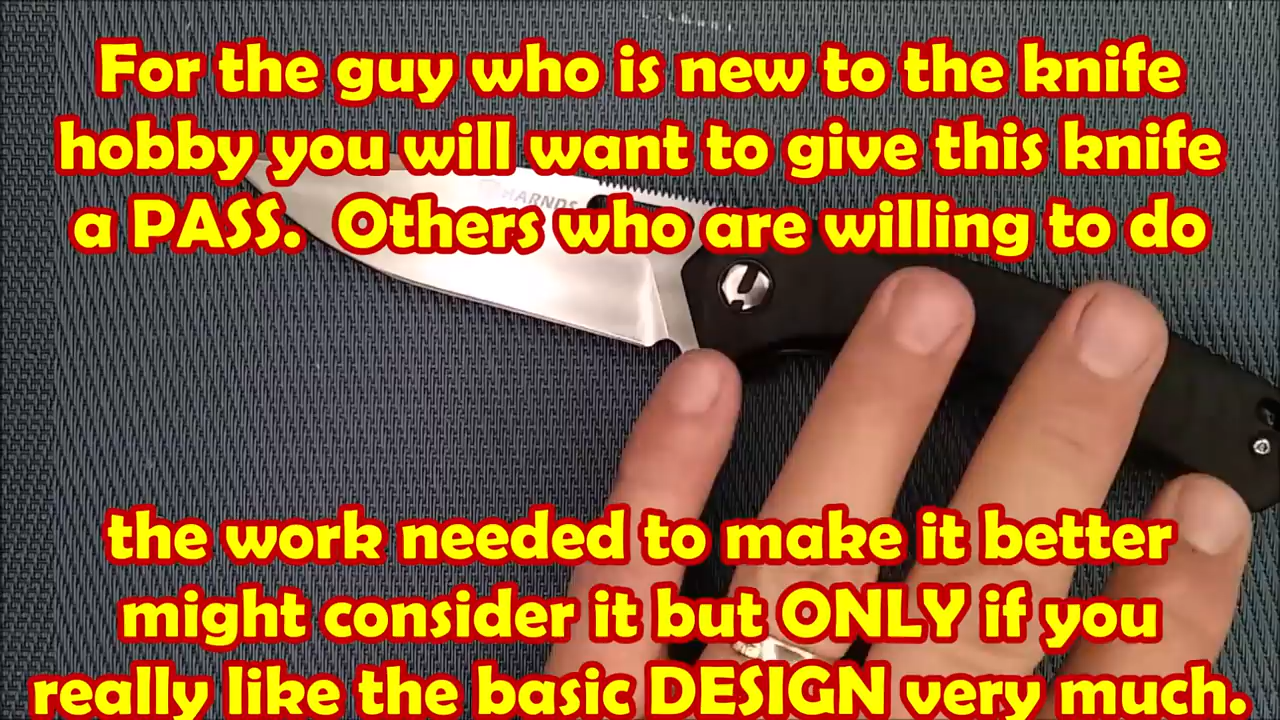 For the guy who is new to the knife
hobby you will want to give this knife
HARNDS
a PASS.  Others who are willing to do
the work needed to make it better
might consider it but ONLY if you
really like the basic DESIGN very much.